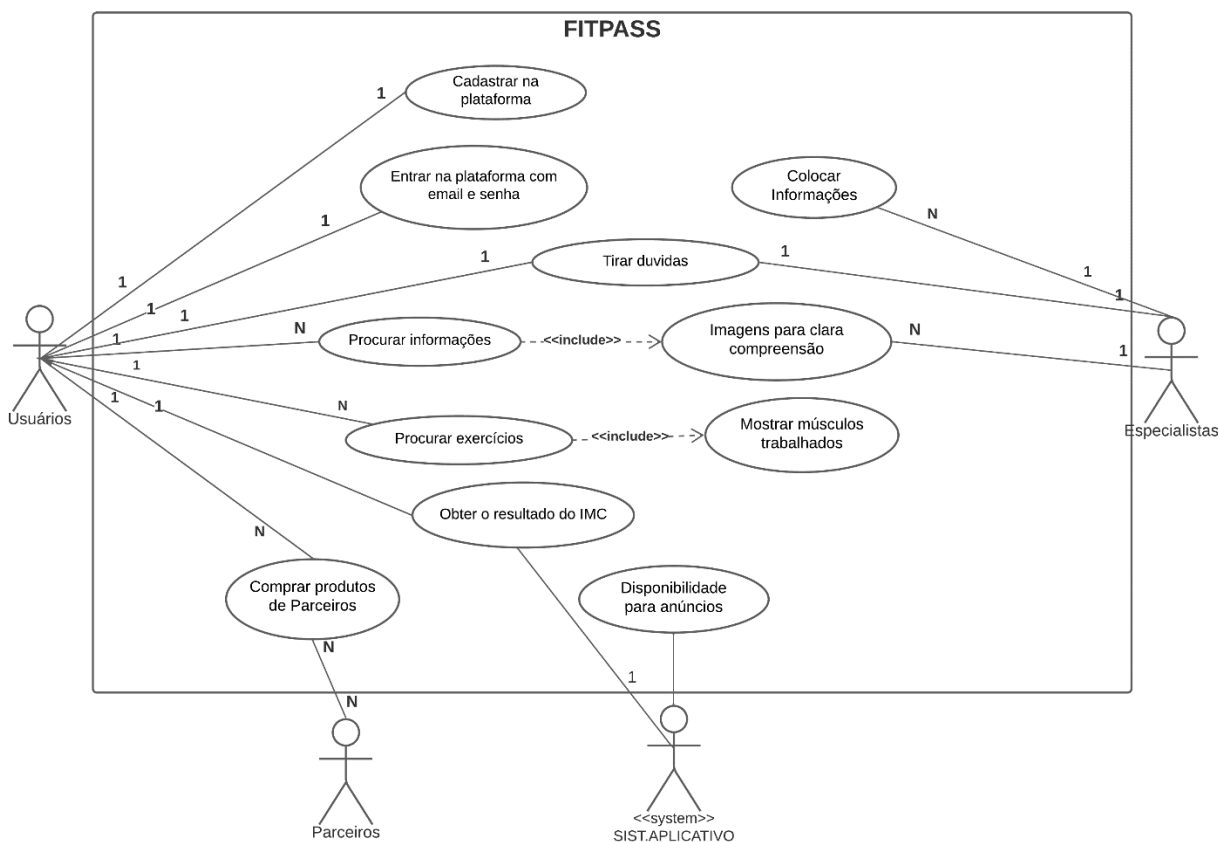 FITPASS
Cadastrar na
plataforma
1
Entrar na plataforma com
email e senha
1
Colocar
Informações
N
Tirar duvidas
1
1
1
1
1
1
1
1
N
Procurar informações
<<include>>
Imagens para clara
compreensão
N
1
1
1
N
Procurar exercícios
<<include>>
Mostrar músculos
trabalhados
1
1
Usuários
Especialistas
Obter o resultado do IMC
N
Comprar produtos
de Parceiros
Disponibilidade
para anúncios
N
1
N
Parceiros
<<system>>
SIST.APLICATIVO